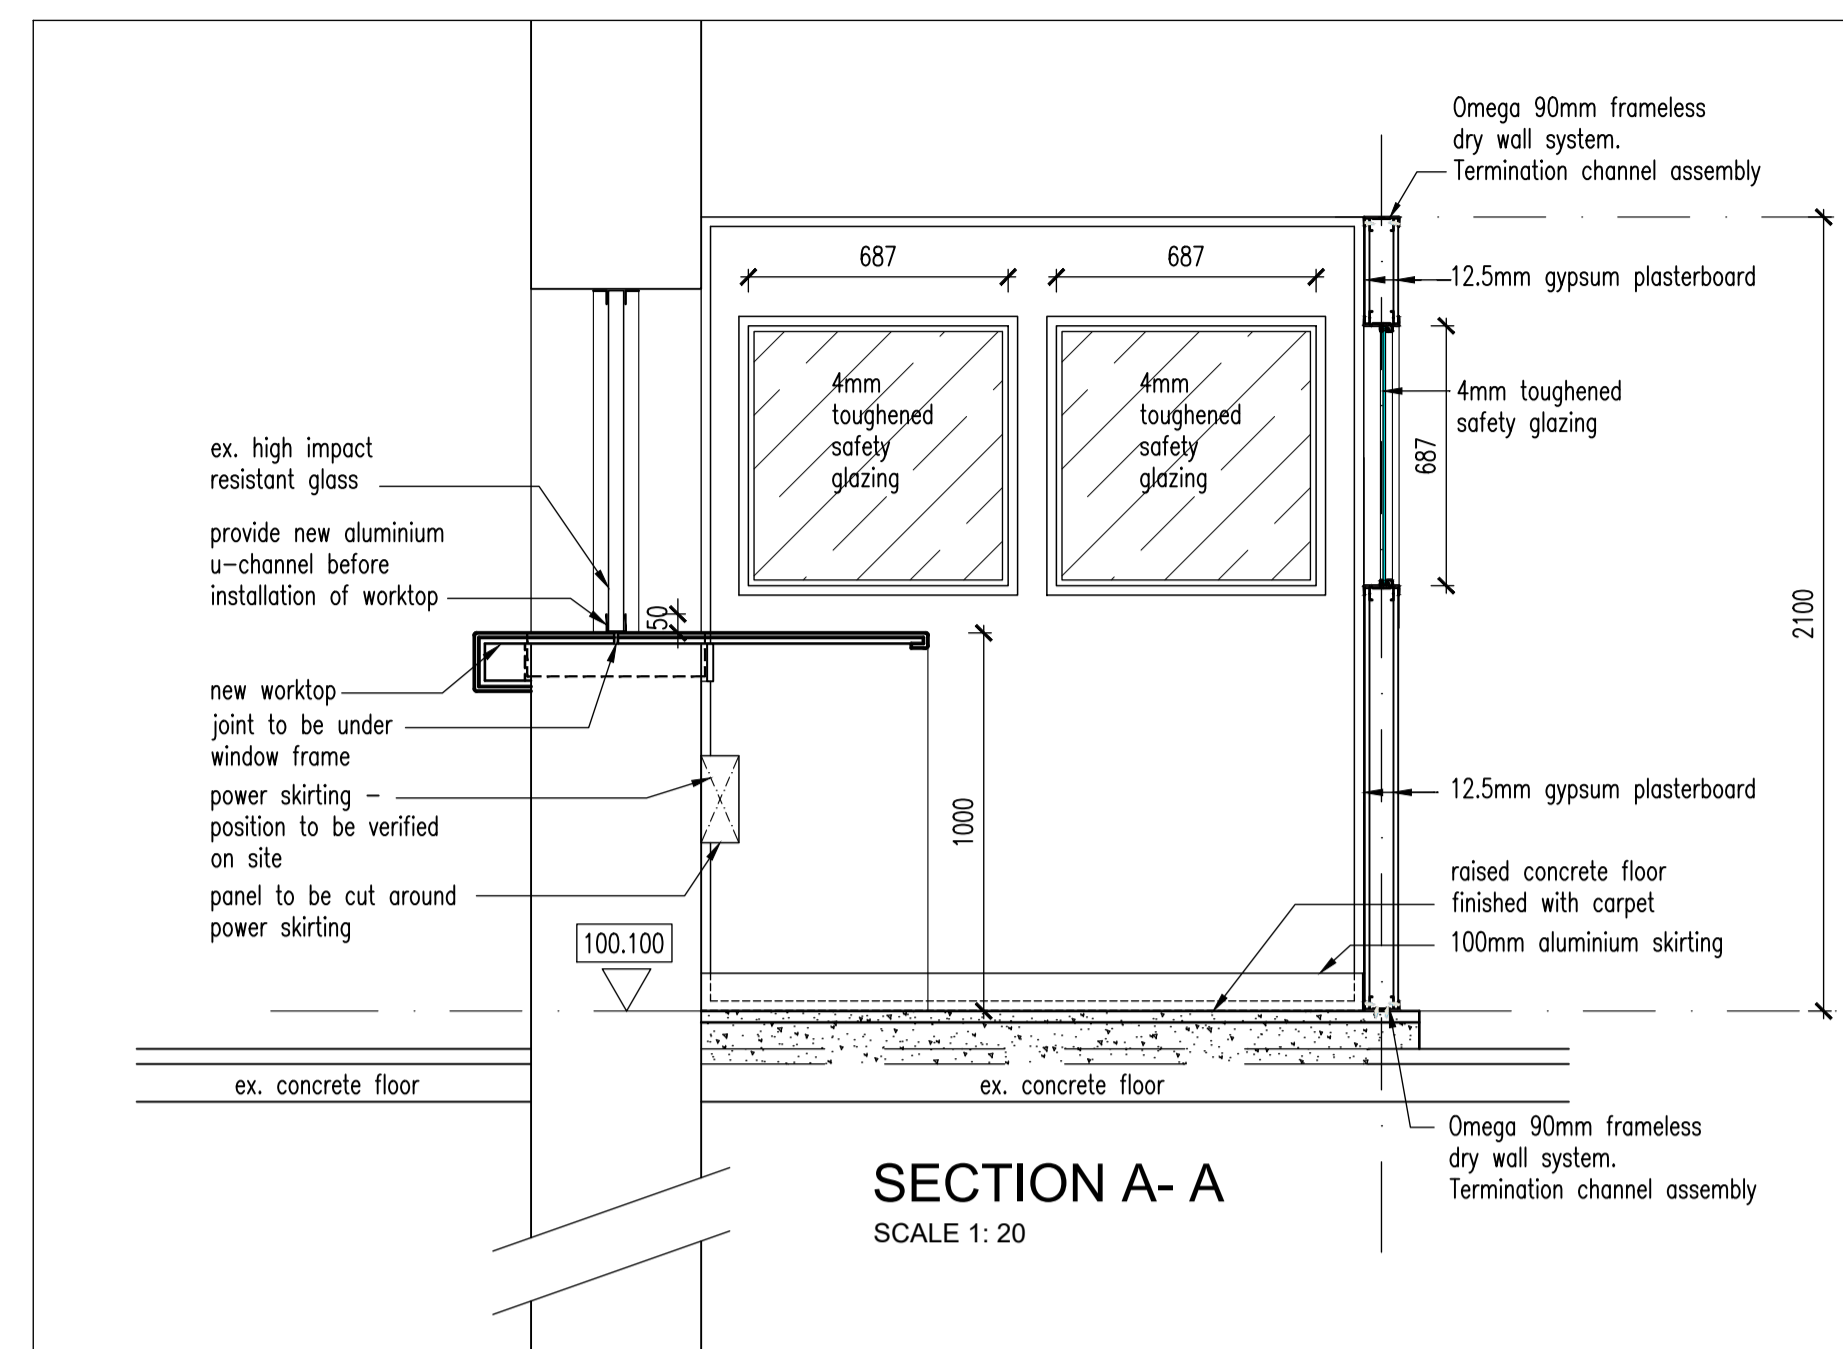 Omega 90mm frameless
dry wall system.
Termination channel assembly
687
687
12.5mm gypsum plasterboard
4mm
toughened
safety
glazing
4mm
toughened
safety
glazing
4mm toughened
safety glazing
687
2100
ex. high impact
resistant glass
provide new aluminium
u-channel before
installation of worktop
50
new worktop
joint to be under
window frame
power skirting -
position to be verified
on site
panel to be cut around
power skirting
1000
12.5mm gypsum plasterboard
raised concrete floor
finished with carpet
100mm aluminium skirting
100.100
ex. concrete floor
ex. concrete floor
Omega 90mm frameless
dry wall system.
Termination channel assembly
SECTION A- A
SCALE 1: 20